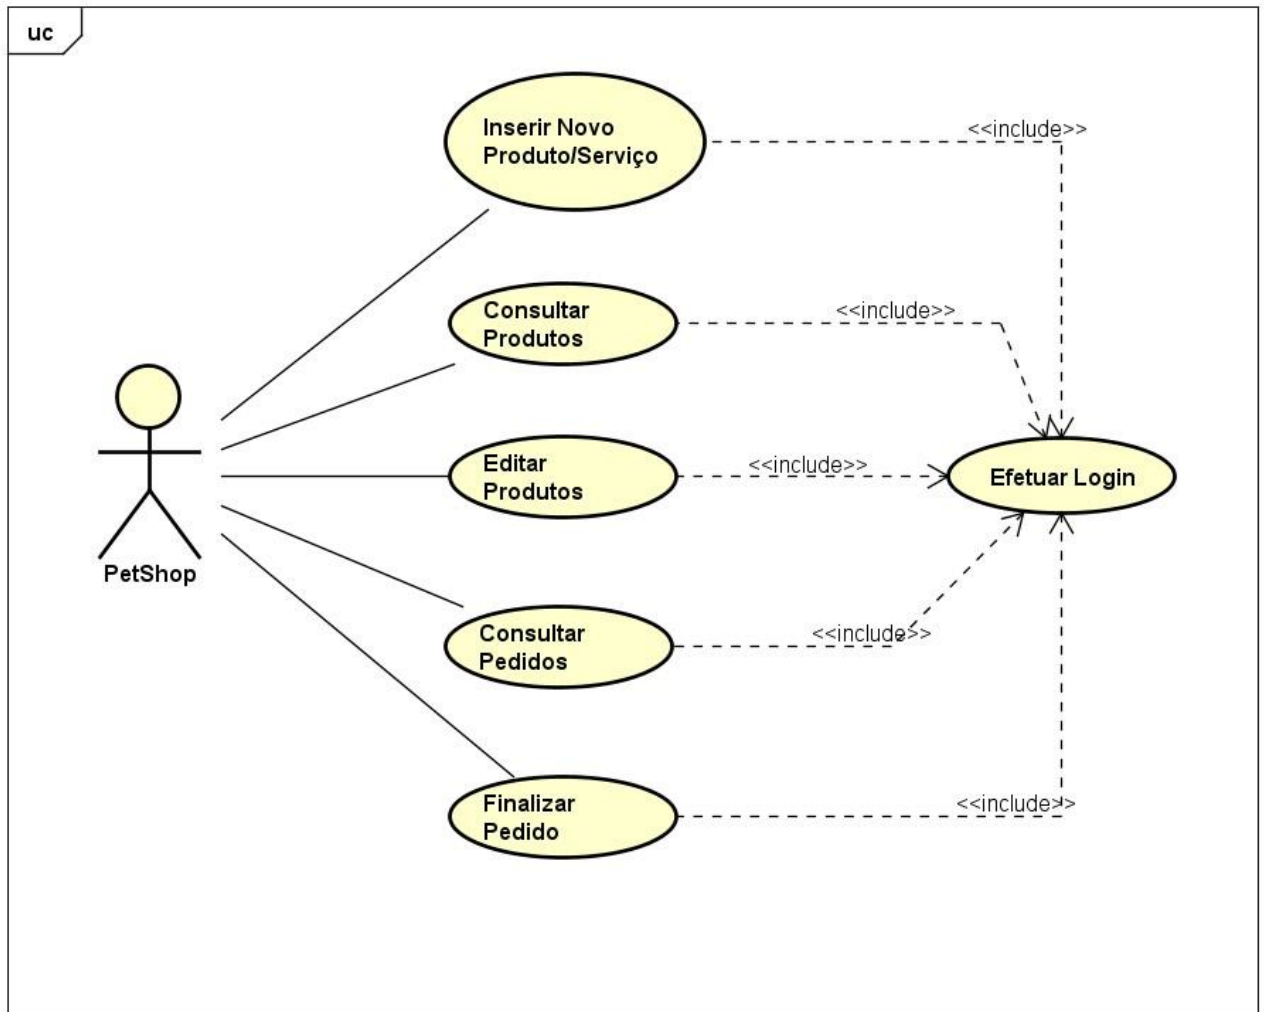 uc
Inserir Novo
Produto/Serviço
<<include>>
Consultar
Produtos
<<include>>
Editar
Produtos
<<include>>
Efetuar Login
PetShop
Consultar
Pedidos
<<include>>
Finalizar
Pedido
<<include>>